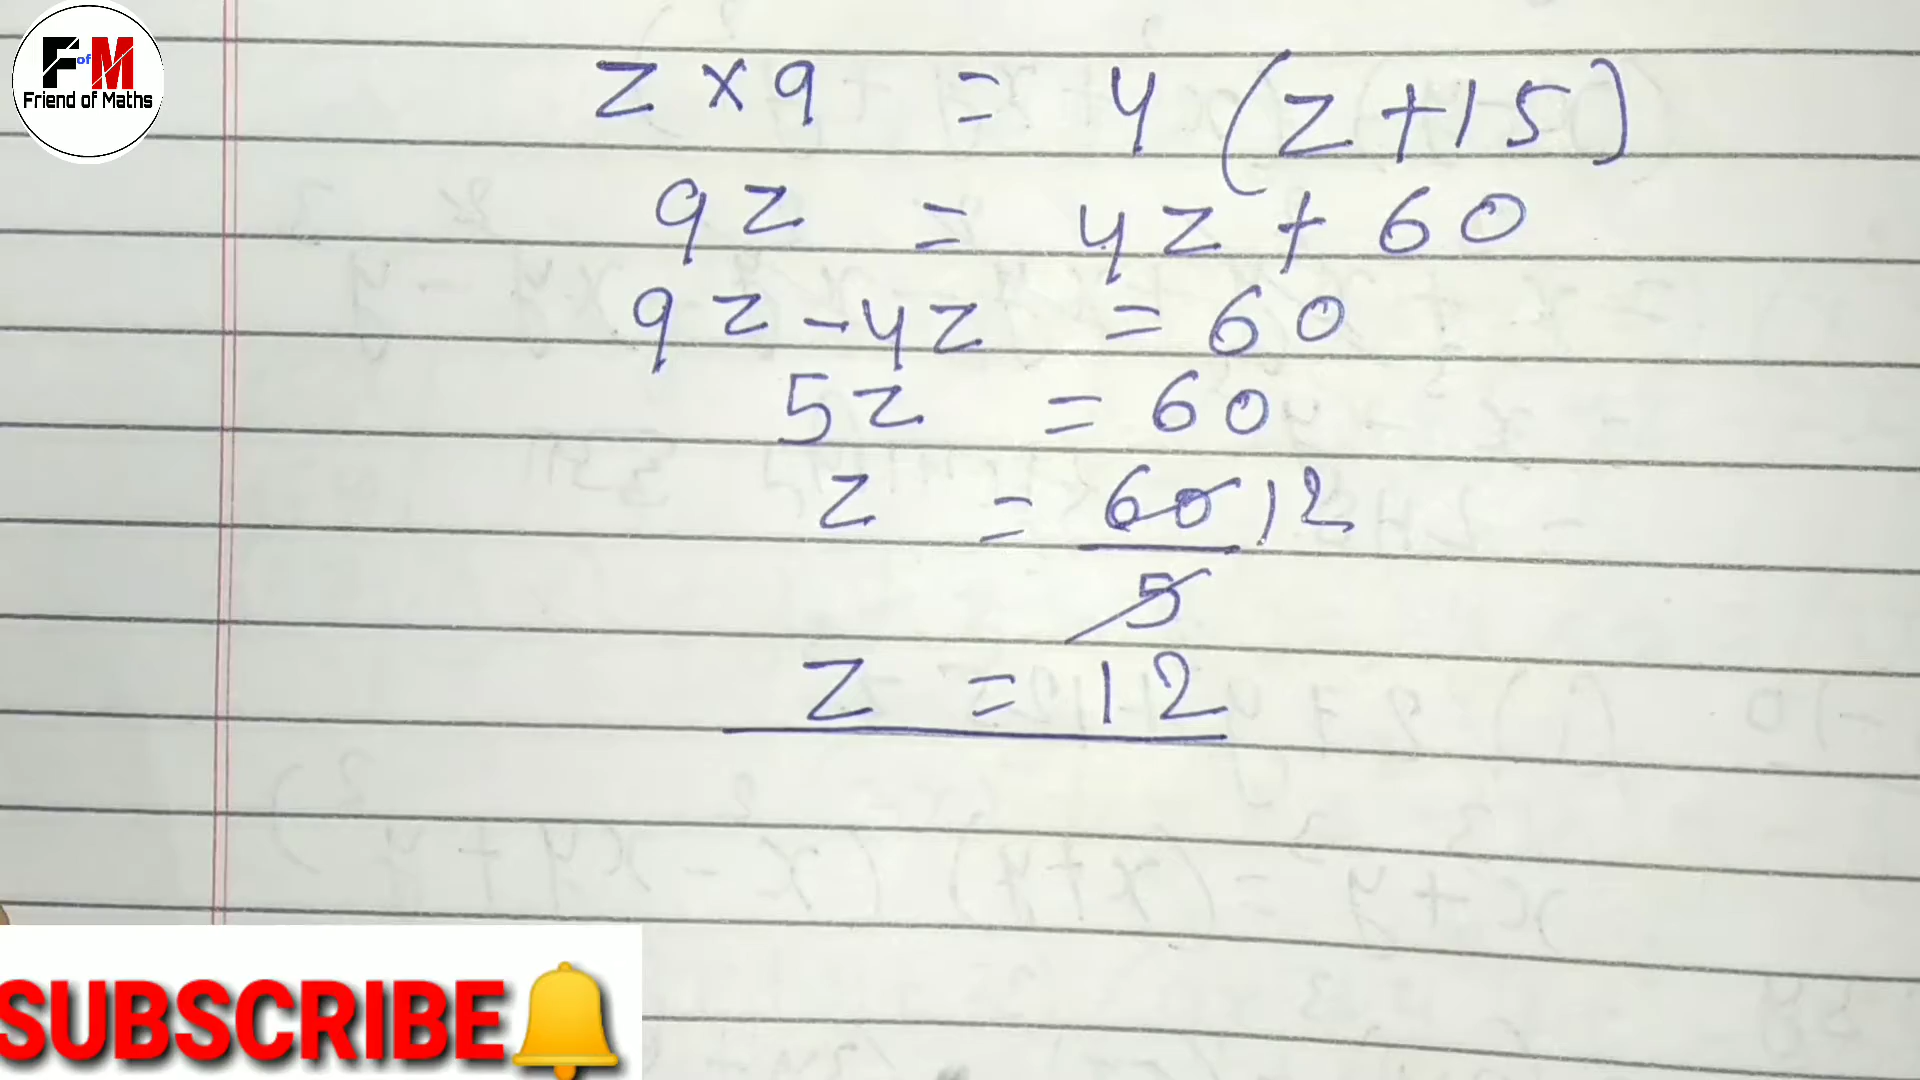 FofM
Friend of Maths
z × 9 = 4 (z + 15)
9z = 4z + 60
9z - 4z = 60
5z = 60
z = 60 12
5
z = 12
SUBSCRIBE